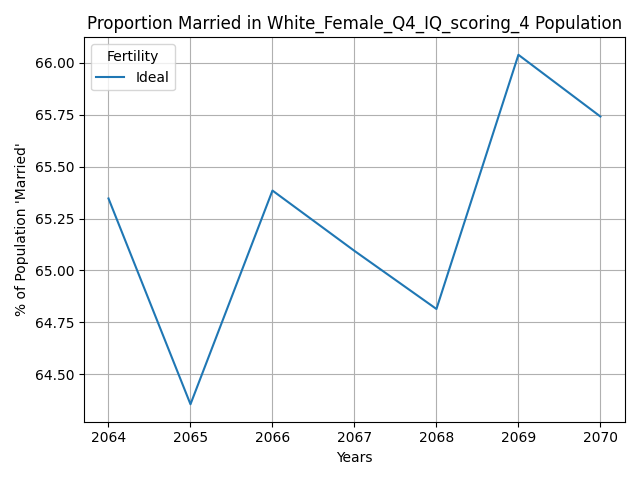 Proportion Married in White_Female_Q4_IQ_scoring_4 Population
Fertility
Ideal
% of Population 'Married'
66.00
65.75
65.50
65.25
65.00
64.75
64.50
2064 2065 2066 2067 2068 2069 2070
Years